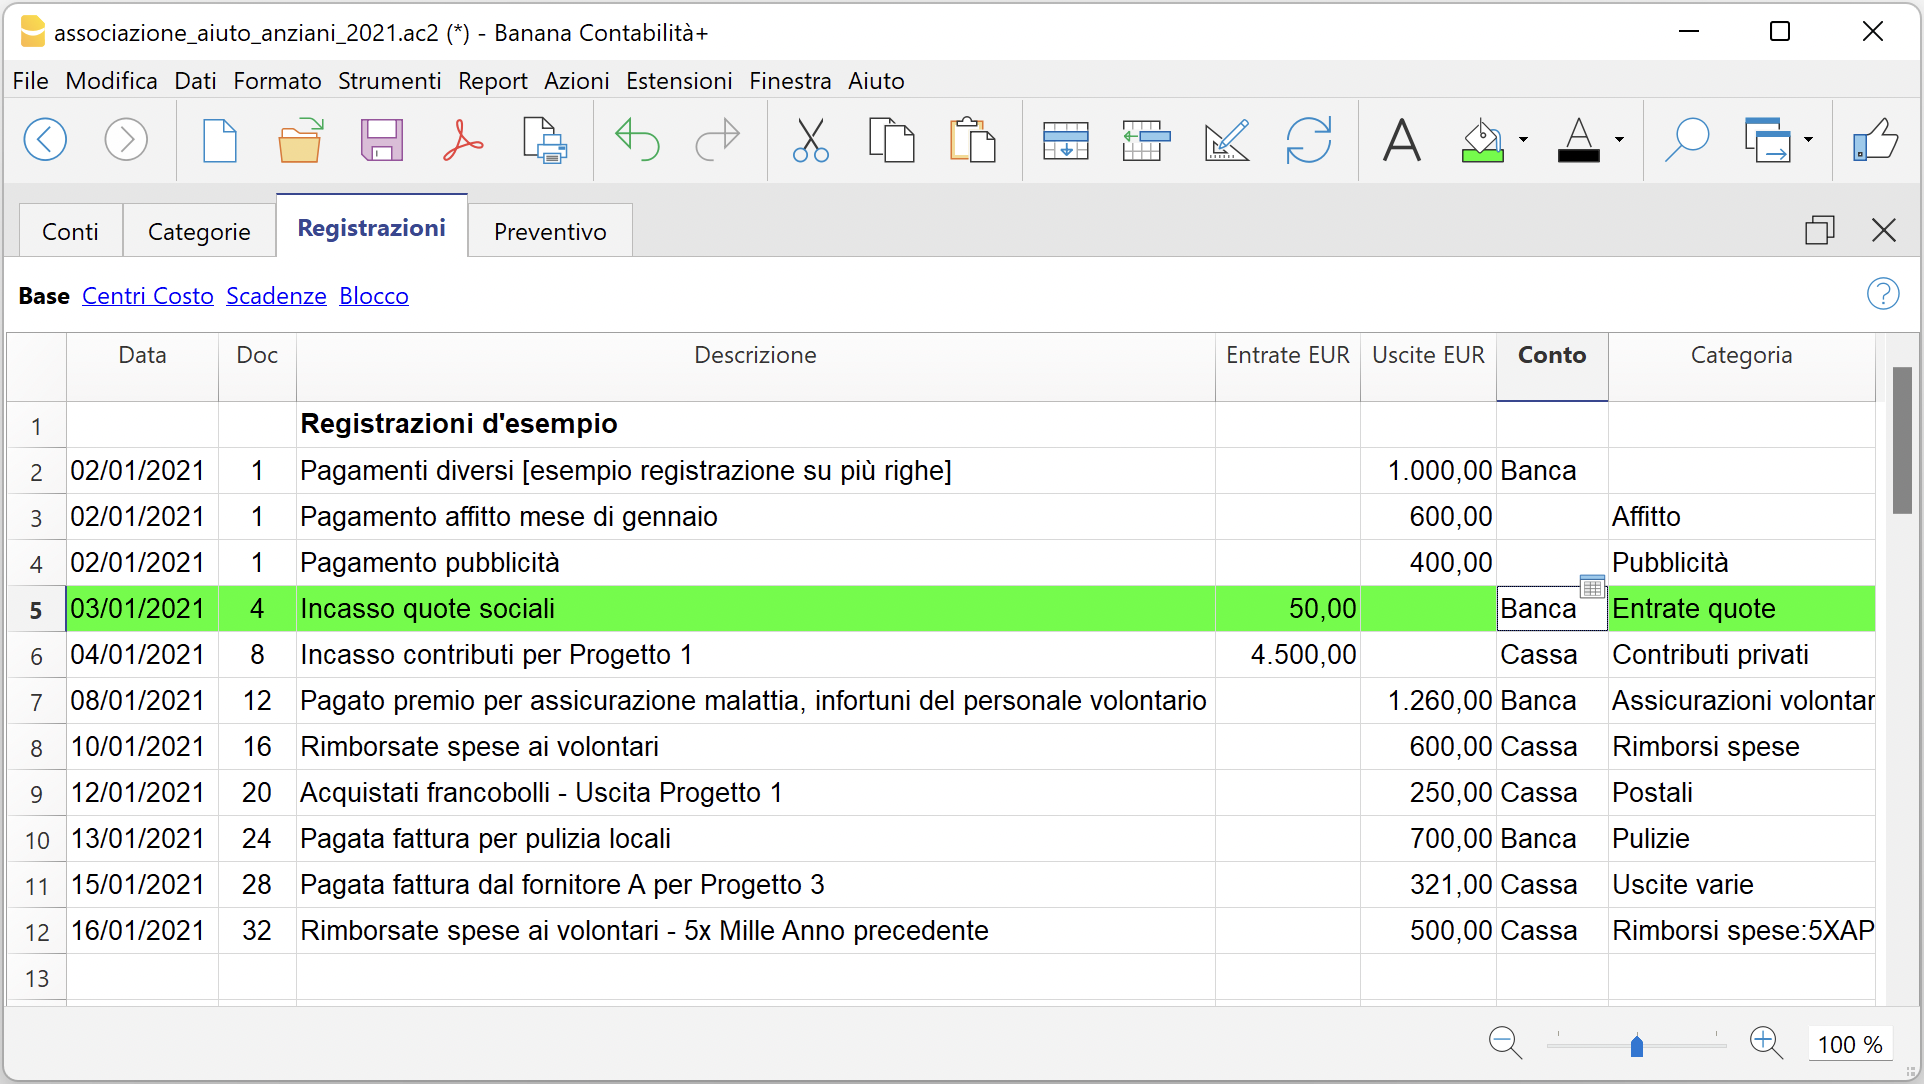 associazione_aiuto_anziani_2021.ac2 (*) - Banana Contabilità+
File Modifica Dati Formato Strumenti Report Azioni Estensioni Finestra Aiuto
Conti Categorie Registrazioni Preventivo
Base Centri Costo Scadenze Blocco
Data Doc Descrizione Entrate EUR Uscite EUR Conto Categoria
1 Registrazioni d'esempio
2 02/01/2021 1 Pagamenti diversi [esempio registrazione su più righe] 1.000,00 Banca
3 02/01/2021 1 Pagamento affitto mese di gennaio 600,00 Affitto
4 02/01/2021 1 Pagamento pubblicità 400,00 Pubblicità
5 03/01/2021 4 Incasso quote sociali 50,00 Banca Entrate quote
6 04/01/2021 8 Incasso contributi per Progetto 1 4.500,00 Cassa Contributi privati
7 08/01/2021 12 Pagato premio per assicurazione malattia, infortuni del personale volontario 1.260,00 Banca Assicurazioni volontar
8 10/01/2021 16 Rimborsate spese ai volontari 600,00 Cassa Rimborsi spese
9 12/01/2021 20 Acquistati francobolli - Uscita Progetto 1 250,00 Cassa Postali
10 13/01/2021 24 Pagata fattura per pulizia locali 700,00 Banca Pulizie
11 15/01/2021 28 Pagata fattura dal fornitore A per Progetto 3 321,00 Cassa Uscite varie
12 16/01/2021 32 Rimborsate spese ai volontari - 5x Mille Anno precedente 500,00 Cassa Rimborsi spese:5XAP
13
100 %